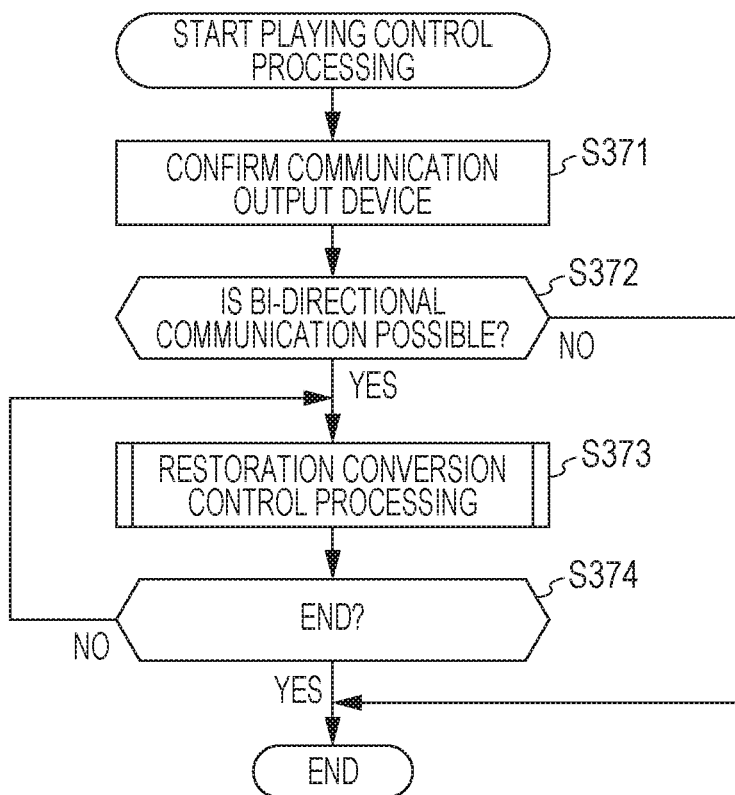 START PLAYING CONTROL
PROCESSING
S371
CONFIRM COMMUNICATION
OUTPUT DEVICE
S372
IS BI-DIRECTIONAL
COMMUNICATION POSSIBLE?
NO
YES
S373
RESTORATION CONVERSION
CONTROL PROCESSING
S374
END?
NO
YES
END